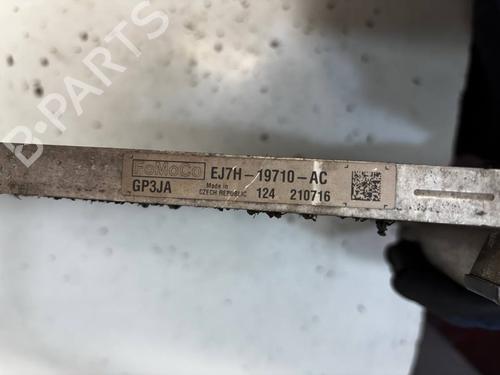 B-PARTS
FoMoCo EJ7H-19710-AC
GP3JA Made in CZECH REPUBLIC 124 210716